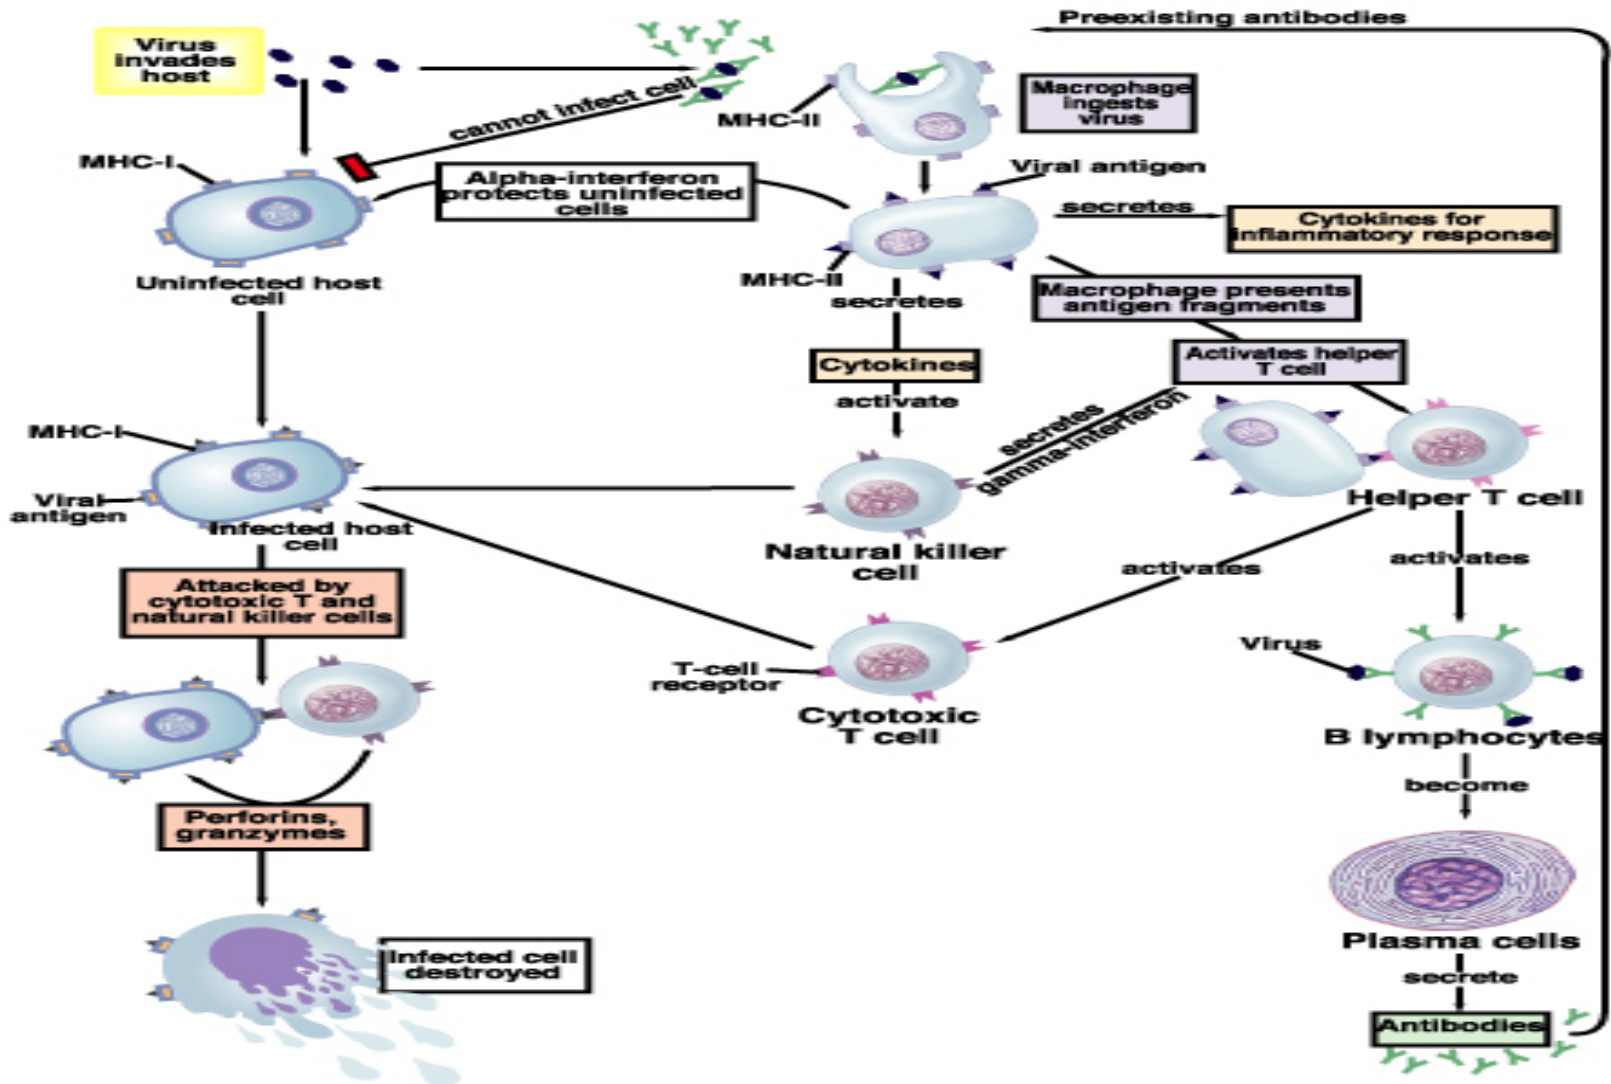 Preexisting antibodies
Virus
invades
host
cannot infect cell
MHC-II
Macrophage
ingests
virus
MHC-I
Alpha-interferon
protects uninfected
cells
Viral antigen
secretes
Cytokines for
inflammatory response
Uninfected host
cell
MHC-II
secretes
Macrophage presents
antigen fragments
Cytokines
Activates helper
T cell
activate
secretes
gamma-interferon
MHC-I
Viral
antigen
Infected host
cell
Helper T cell
Natural killer
cell
activates
activates
Attacked by
cytotoxic T and
natural killer cells
T-cell
receptor
Cytotoxic
T cell
Virus
B lymphocytes
become
Perforins,
granzymes
Plasma cells
secrete
Infected cell
destroyed
Antibodies